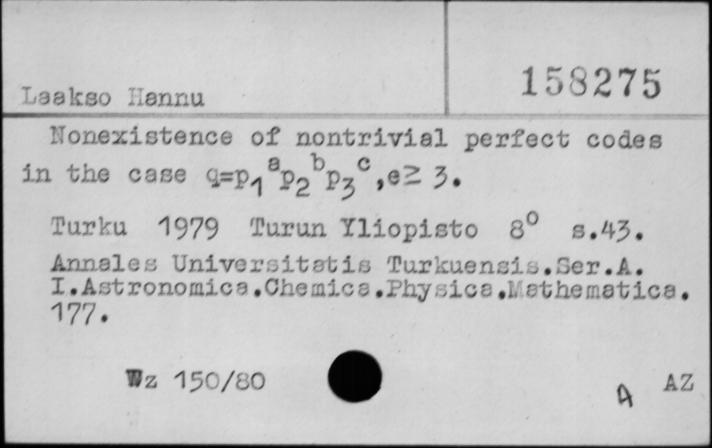 158275
Laakso Hannu
Nonexistence of nontrivial perfect codes
in the case q=p₁ᵃp₂ᵇp₃ᶜ,e≥ 3.
Turku 1979 Turun Yliopisto 8° s.43.
Annales Universitatis Turkuensis.Ser.A.
I.Astronomica.Chemica.Physica.Mathematica.
177.
Wz 150/80
A AZ